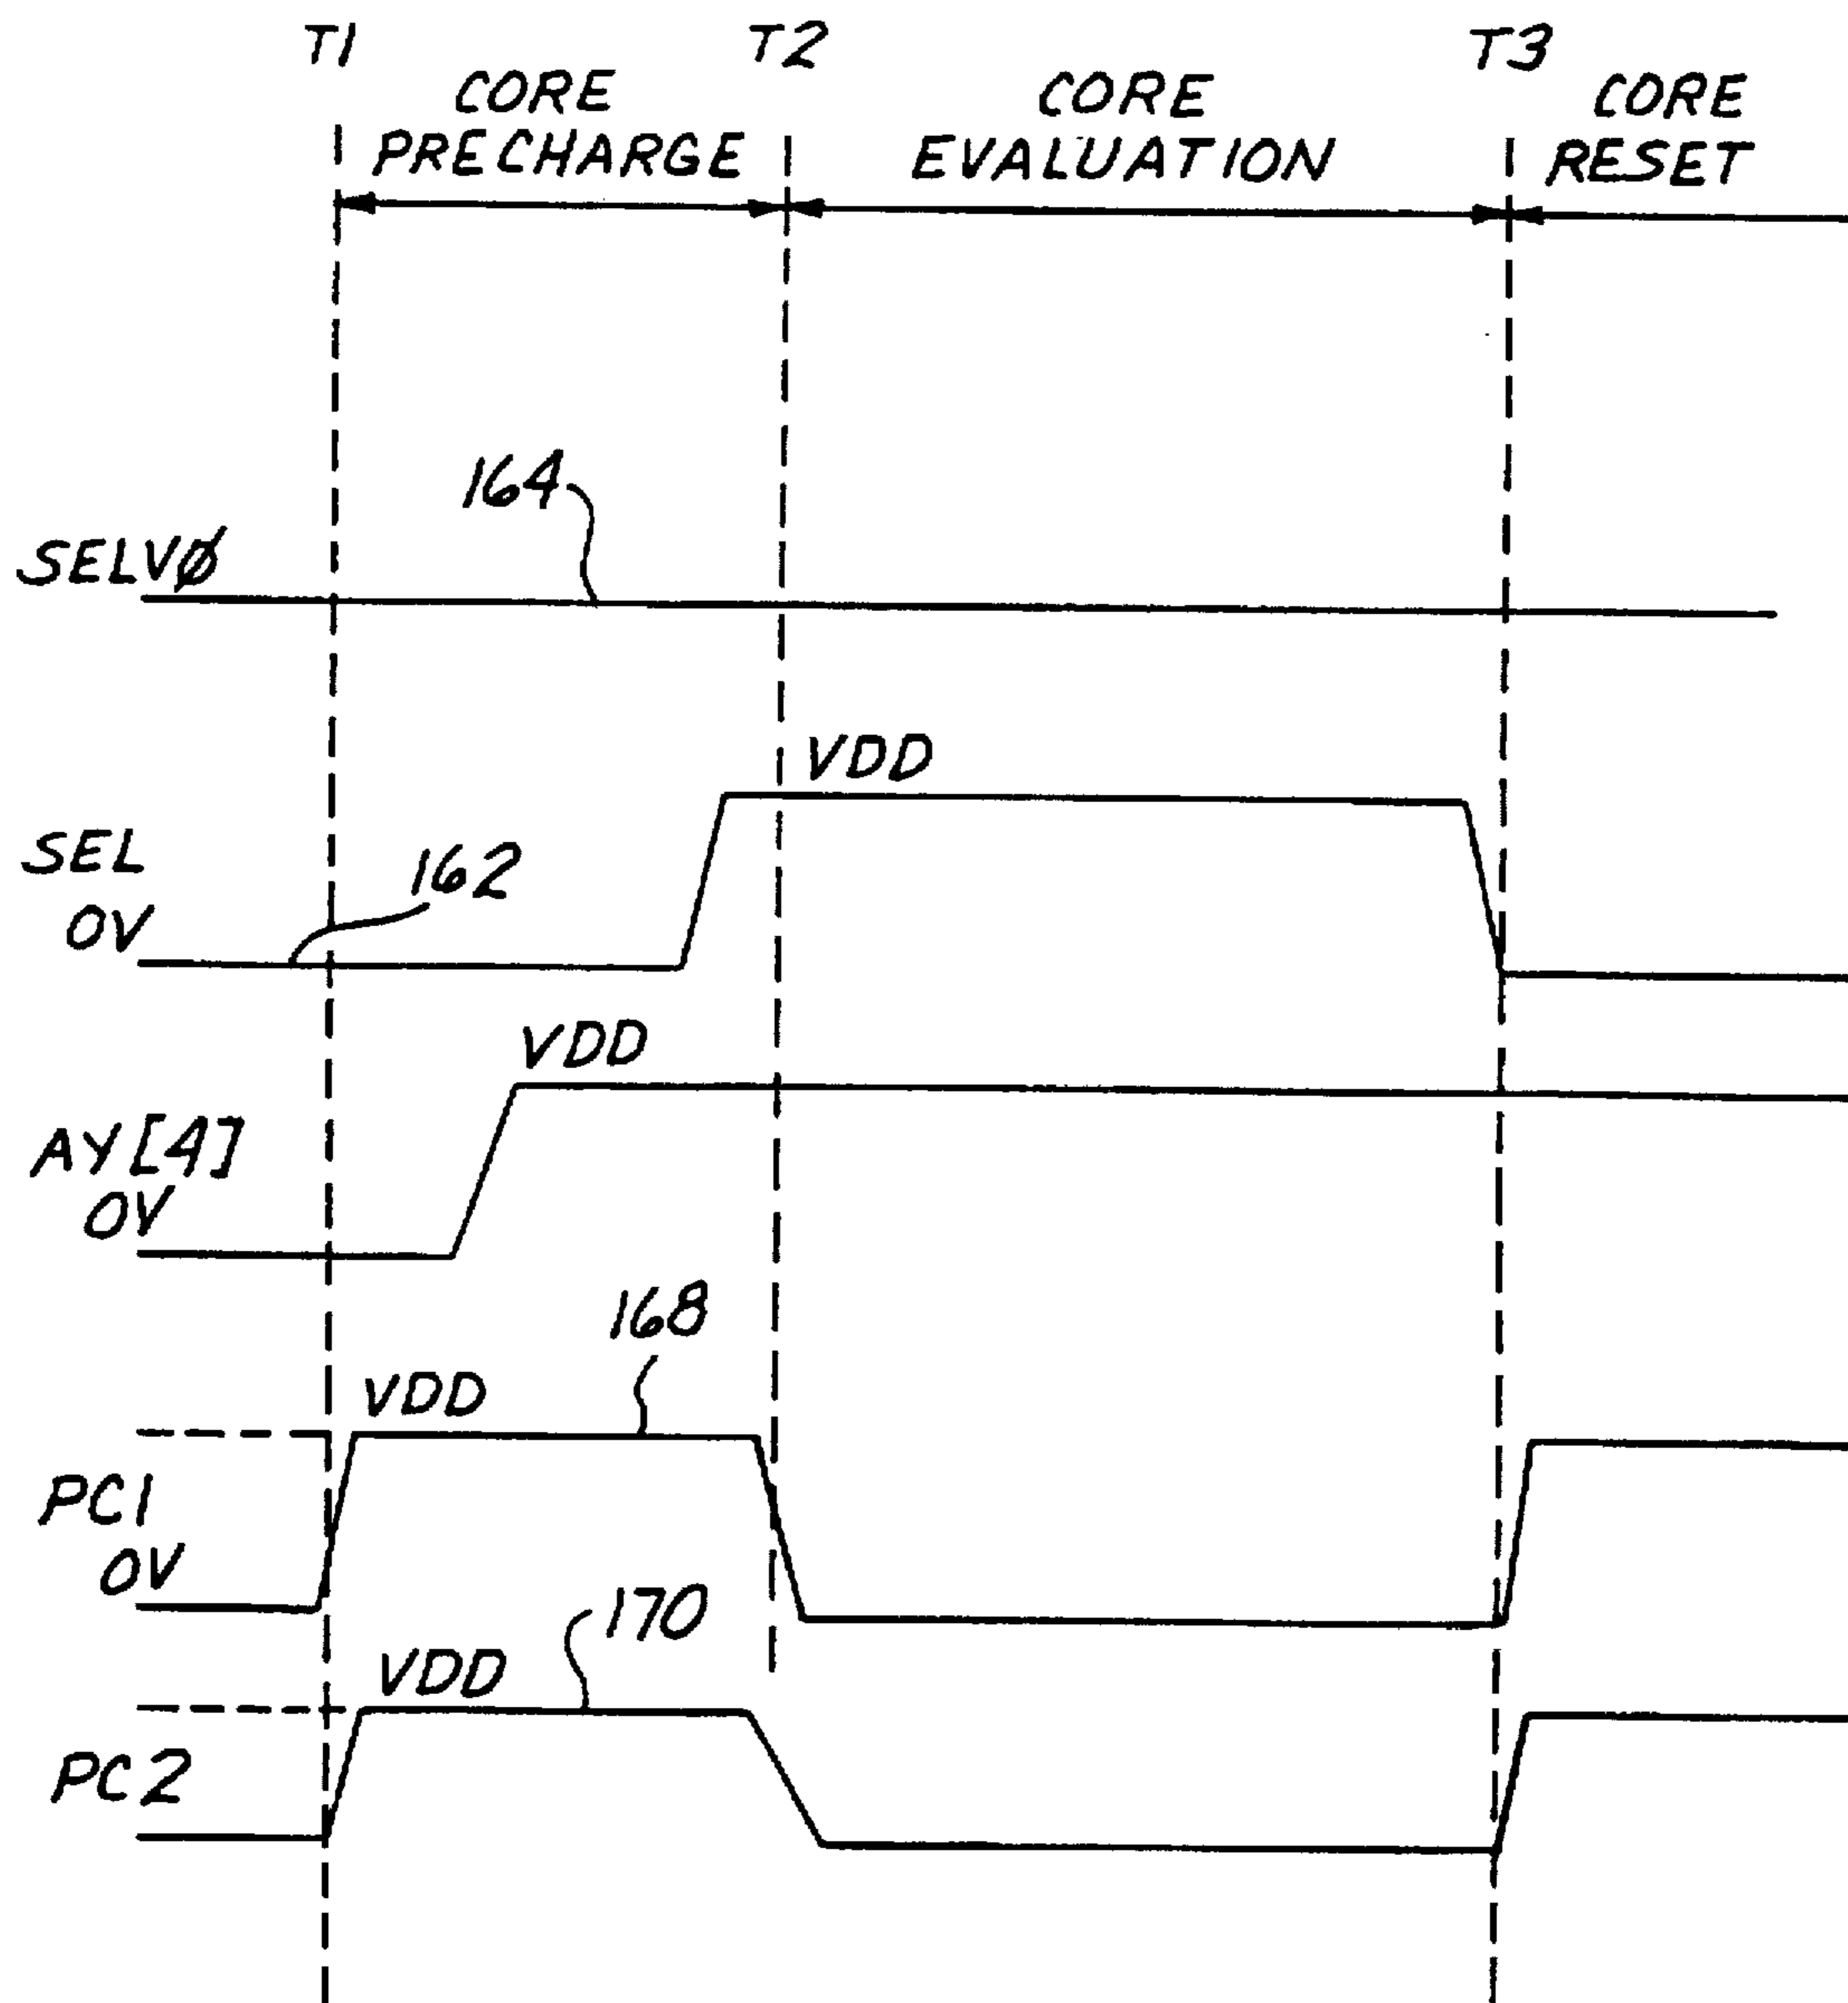 T1
T2
T3
CORE
PRECHARGE
CORE
EVALUATION
CORE
RESET
164
SELVØ
VDD
SEL
162
0V
VDD
AY[4]
0V
168
VDD
PC1
0V
170
VDD
PC2